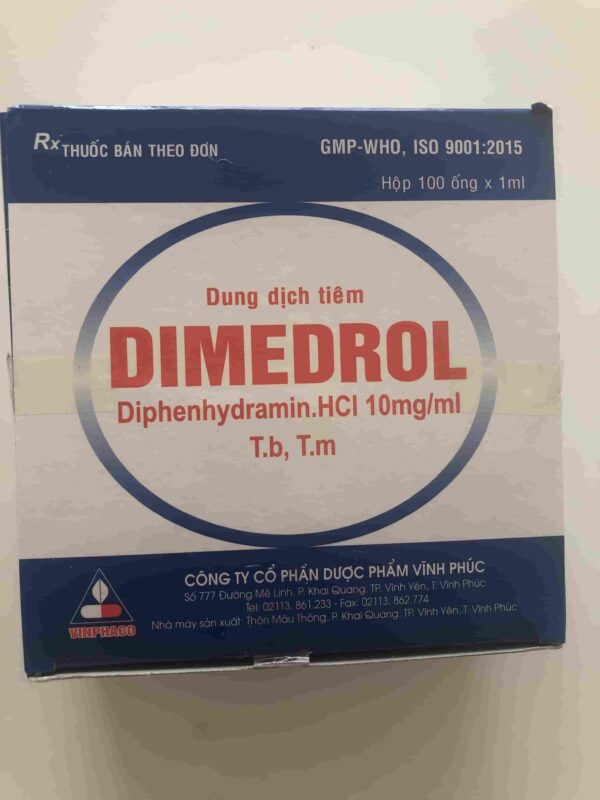 Rx THUỐC BÁN THEO ĐƠN
GMP-WHO, ISO 9001:2015
Hộp 100 ống x 1ml
Dung dịch tiêm
DIMEDROL
Diphenhydramin.HCl 10mg/ml
T.b, T.m
CÔNG TY CỔ PHẦN DƯỢC PHẨM VĨNH PHÚC
Số 777 Đường Mê Linh, P. Khai Quang, TP. Vĩnh Yên, T. Vĩnh Phúc
Tel: 02113. 861.233 - Fax: 02113. 862 774
Nhà máy sản xuất: Thôn Mậu Thông, P. Khai Quang, TP. Vĩnh Yên, T. Vĩnh Phúc
VINPHACO